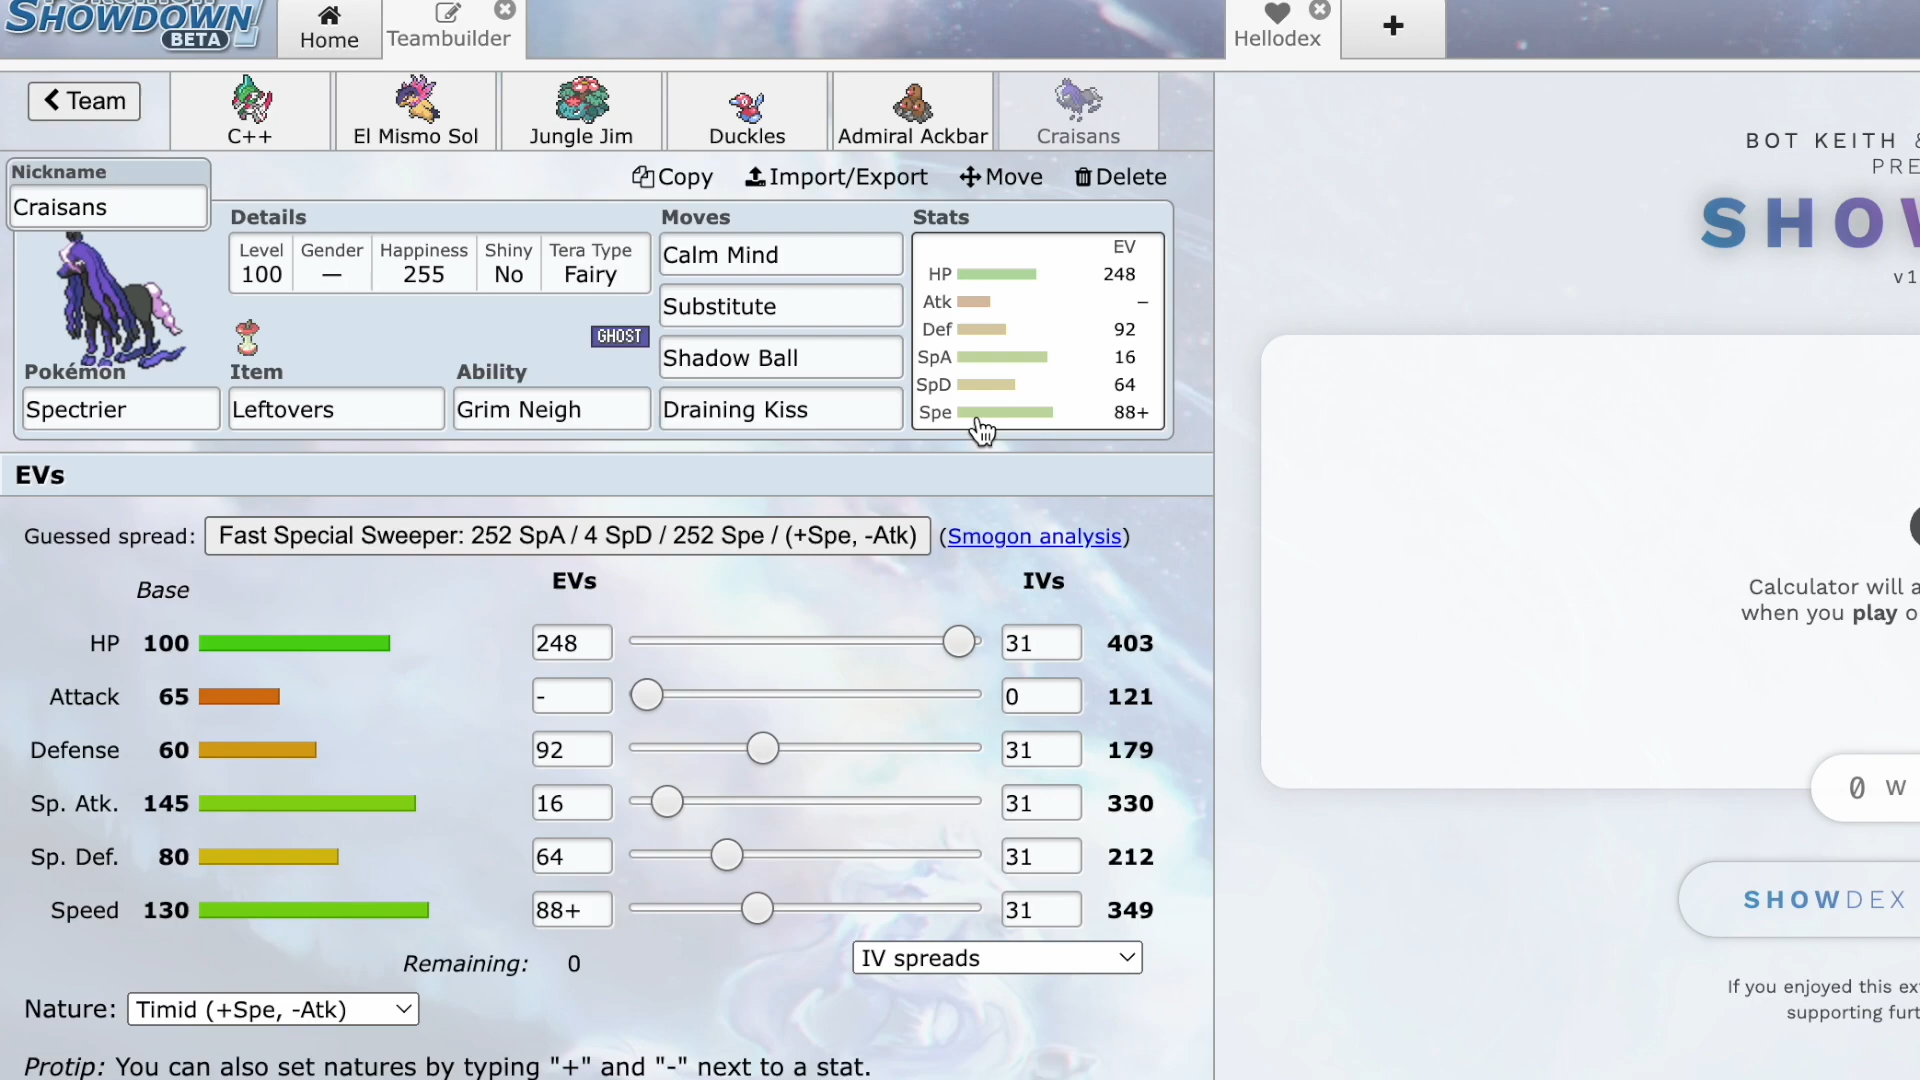 SHOWDOWN
BETA
Home
Teambuilder
Hellodex
+
Team
C++
El Mismo Sol
Jungle Jim
Duckles
Admiral Ackbar
Craisans
Nickname
Craisans
Copy
Import/Export
Move
Delete
Details
Level
100
Gender
—
Happiness
255
Shiny
No
Tera Type
Fairy
GHOST
Pokémon
Spectrier
Item
Leftovers
Ability
Grim Neigh
Moves
Calm Mind
Substitute
Shadow Ball
Draining Kiss
Stats
EV
HP 248
Atk –
Def 92
SpA 16
SpD 64
Spe 88+
EVs
Guessed spread: Fast Special Sweeper: 252 SpA / 4 SpD / 252 Spe / (+Spe, -Atk) (Smogon analysis)
Base EVs IVs
HP 100 248 31 403
Attack 65 - 0 121
Defense 60 92 31 179
Sp. Atk. 145 16 31 330
Sp. Def. 80 64 31 212
Speed 130 88+ 31 349
Remaining: 0
IV spreads
Nature: Timid (+Spe, -Atk)
Protip: You can also set natures by typing "+" and "-" next to a stat.
BOT KEITH
PRE
SHOW
v1
Calculator will a
when you play o
0 W
SHOWDEX
If you enjoyed this ex
supporting furt